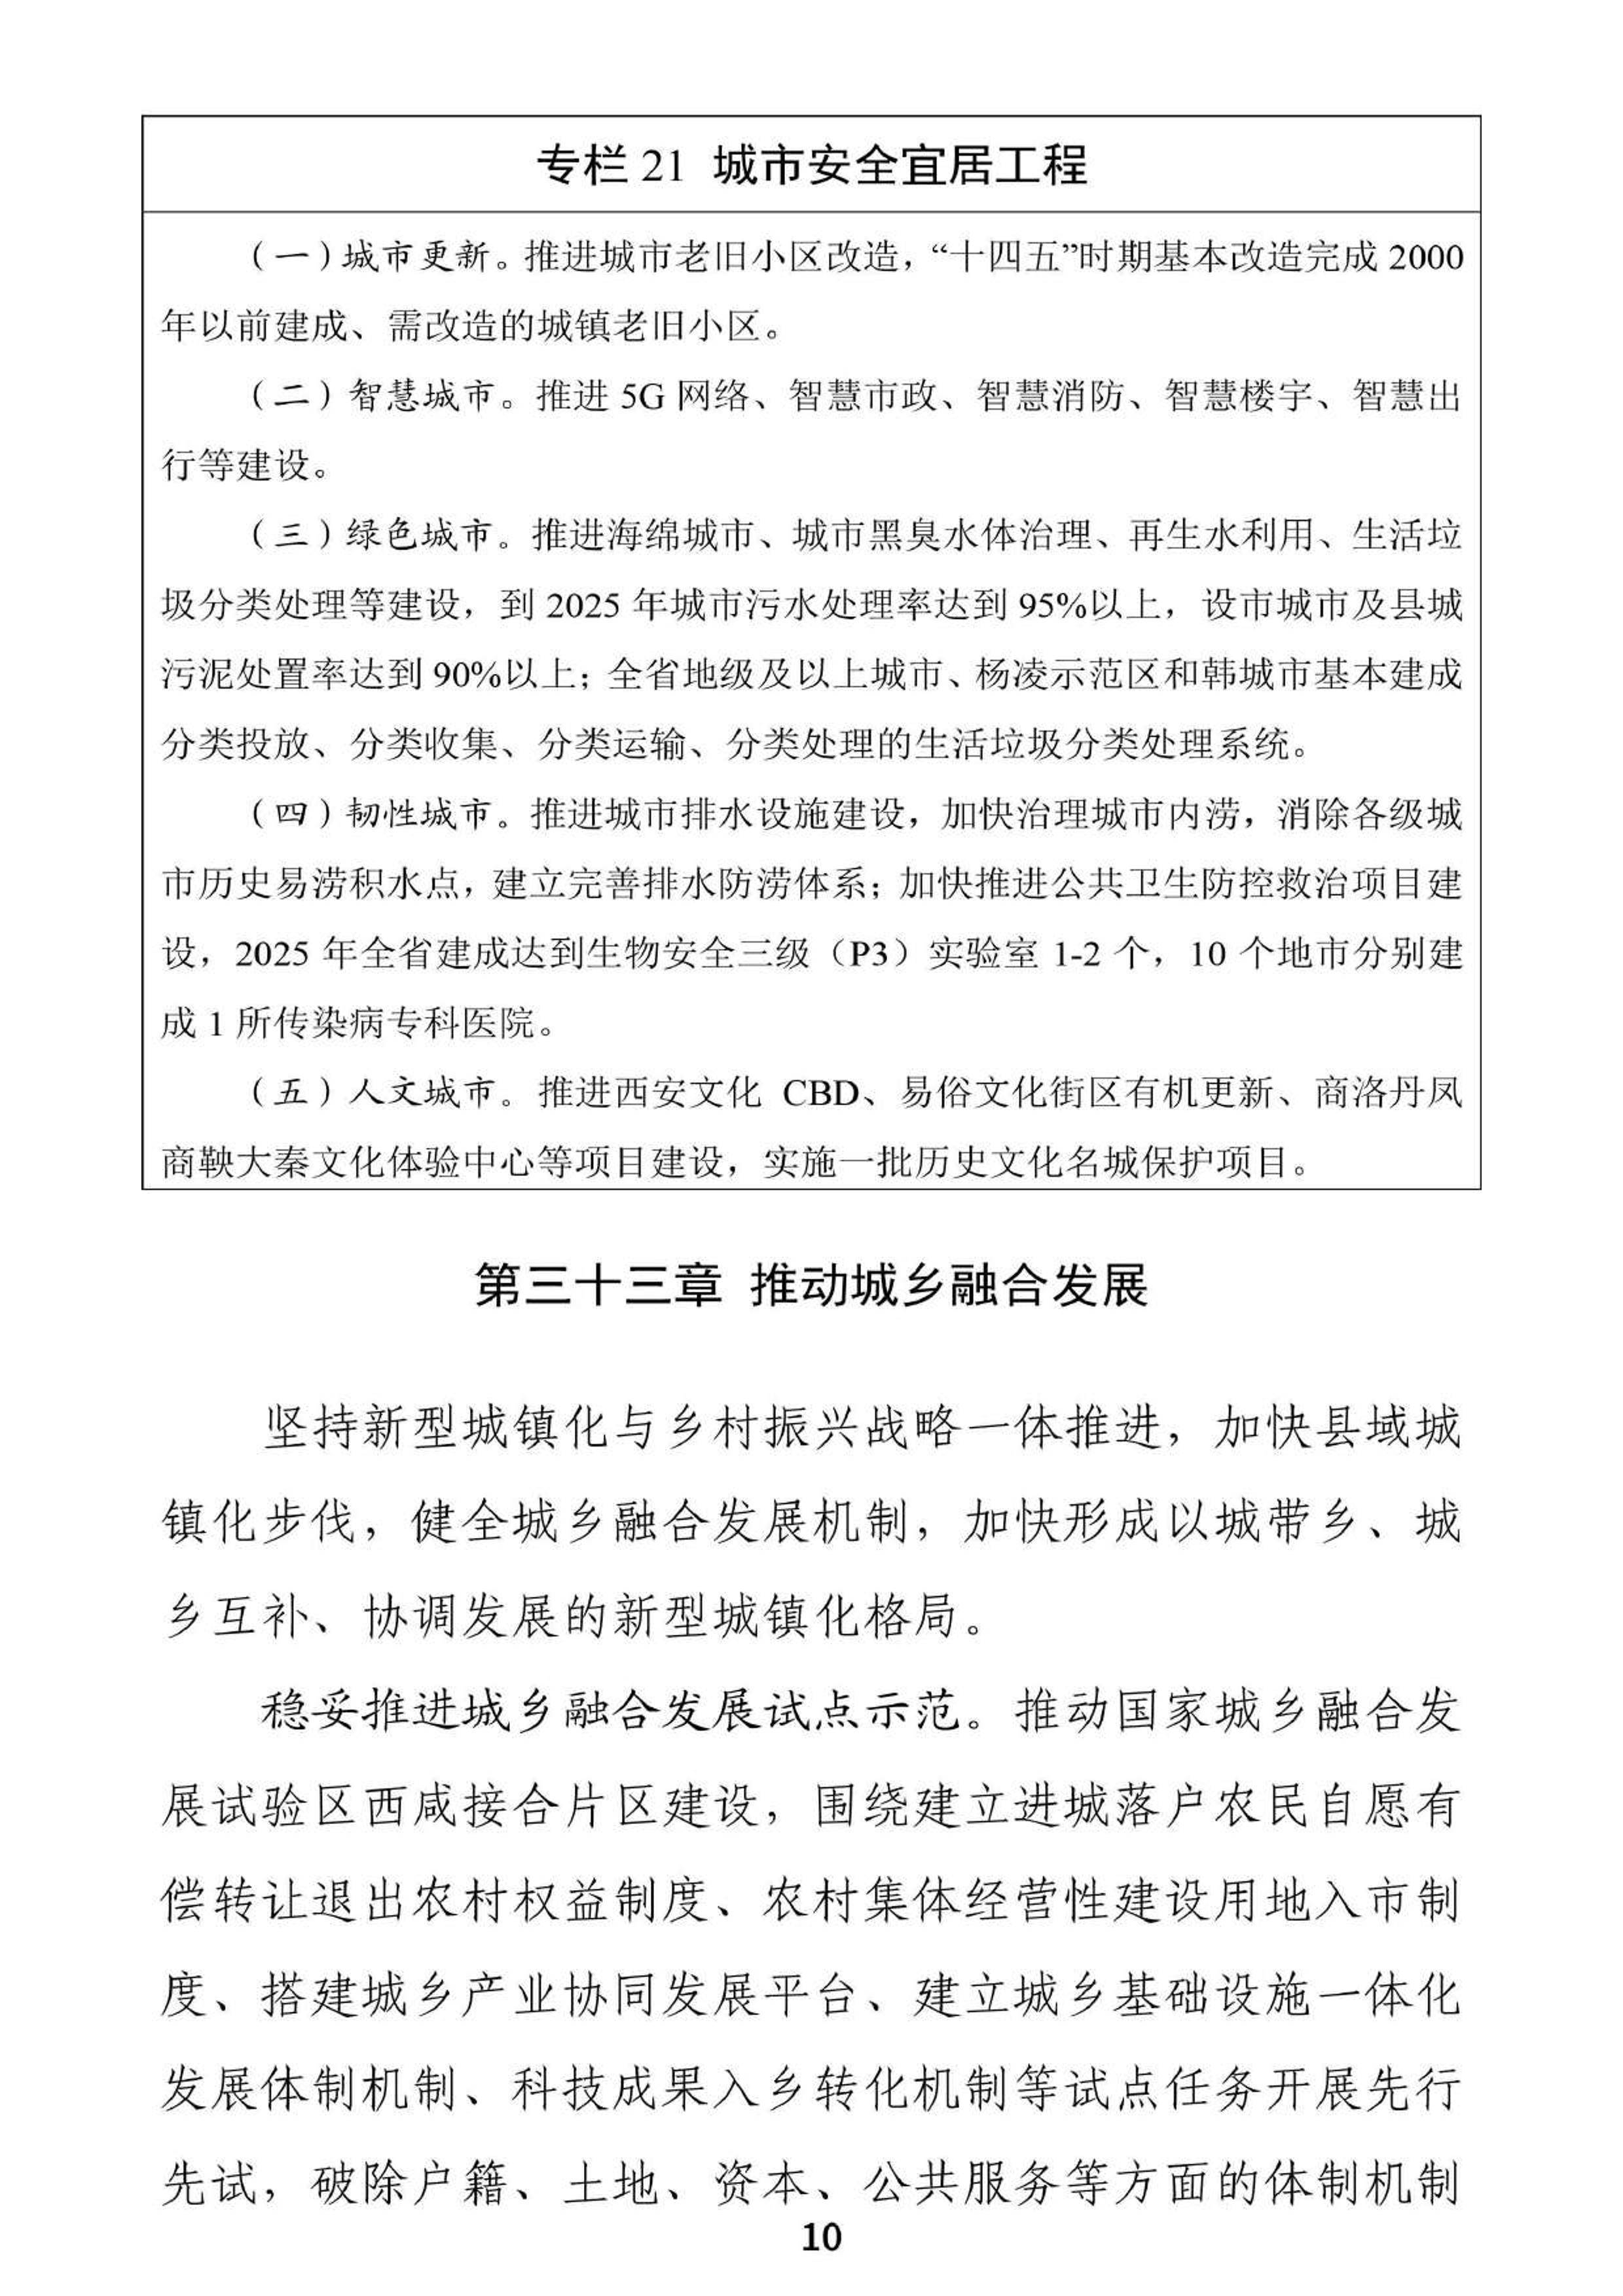 专栏 21 城市安全宜居工程
（一）城市更新。推进城市老旧小区改造，“十四五”时期基本改造完成 2000
年以前建成、需改造的城镇老旧小区。
（二）智慧城市。推进 5G 网络、智慧市政、智慧消防、智慧楼宇、智慧出
行等建设。
（三）绿色城市。推进海绵城市、城市黑臭水体治理、再生水利用、生活垃
圾分类处理等建设，到 2025 年城市污水处理率达到 95%以上，设市城市及县城
污泥处置率达到 90%以上；全省地级及以上城市、杨凌示范区和韩城市基本建成
分类投放、分类收集、分类运输、分类处理的生活垃圾分类处理系统。
（四）韧性城市。推进城市排水设施建设，加快治理城市内涝，消除各级城
市历史易涝积水点，建立完善排水防涝体系；加快推进公共卫生防控救治项目建
设，2025 年全省建成达到生物安全三级（P3）实验室 1-2 个，10 个地市分别建
成 1 所传染病专科医院。
（五）人文城市。推进西安文化 CBD、易俗文化街区有机更新、商洛丹凤
商鞅大秦文化体验中心等项目建设，实施一批历史文化名城保护项目。
第三十三章 推动城乡融合发展
坚持新型城镇化与乡村振兴战略一体推进，加快县域城
镇化步伐，健全城乡融合发展机制，加快形成以城带乡、城
乡互补、协调发展的新型城镇化格局。
稳妥推进城乡融合发展试点示范。推动国家城乡融合发
展试验区西咸接合片区建设，围绕建立进城落户农民自愿有
偿转让退出农村权益制度、农村集体经营性建设用地入市制
度、搭建城乡产业协同发展平台、建立城乡基础设施一体化
发展体制机制、科技成果入乡转化机制等试点任务开展先行
先试，破除户籍、土地、资本、公共服务等方面的体制机制
10